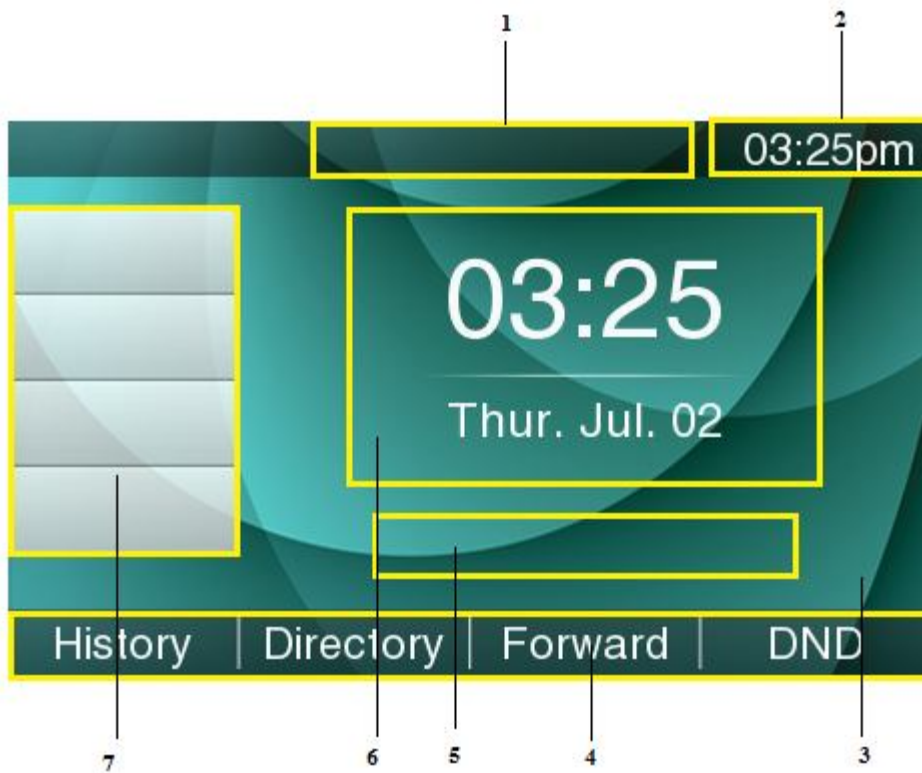 1 2
03:25pm
03:25
Thur. Jul. 02
History Directory Forward DND
7 6 5 4 3